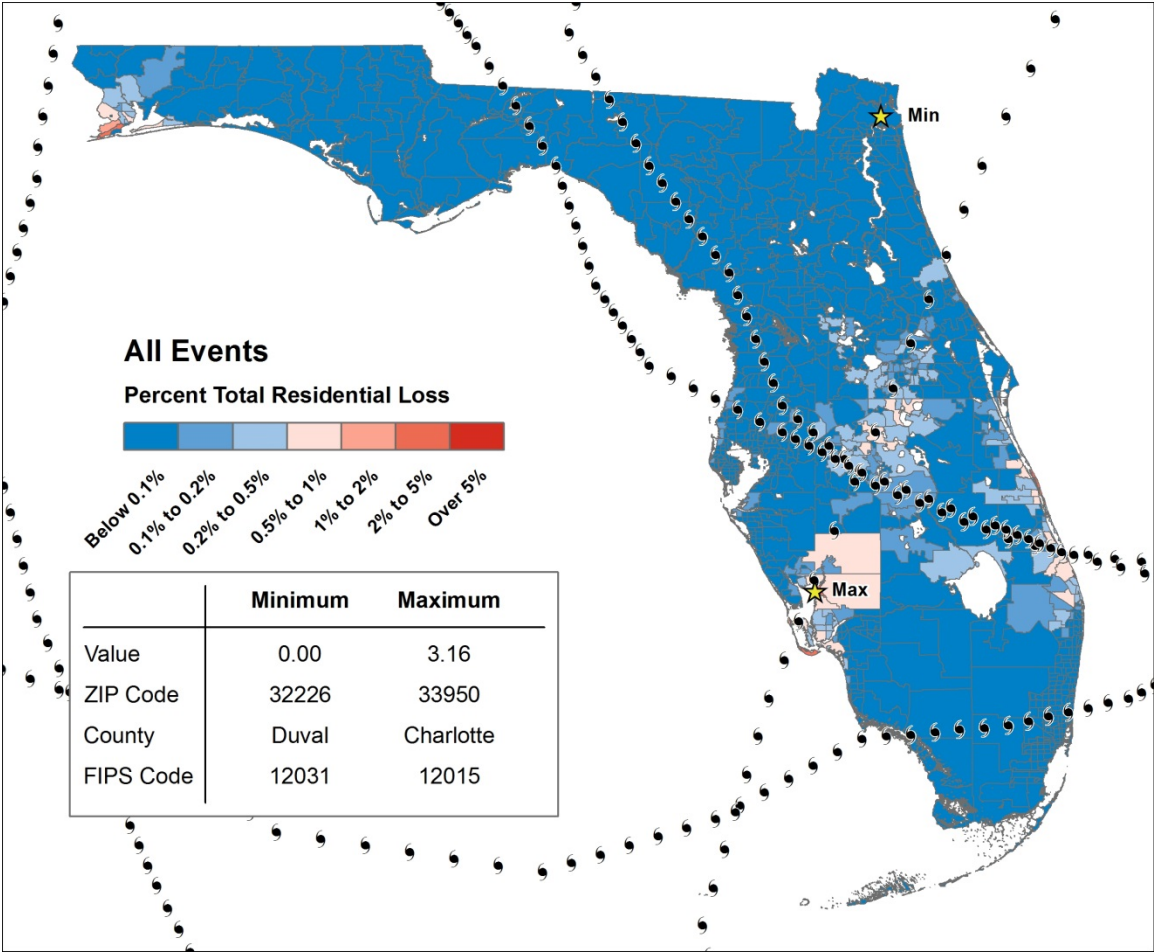 Min
All Events
Percent Total Residential Loss
Below 0.1%
0.1% to 0.2%
0.2% to 0.5%
0.5% to 1%
1% to 2%
2% to 5%
Over 5%
Max
Minimum Maximum
Value 0.00 3.16
ZIP Code 32226 33950
County Duval Charlotte
FIPS Code 12031 12015